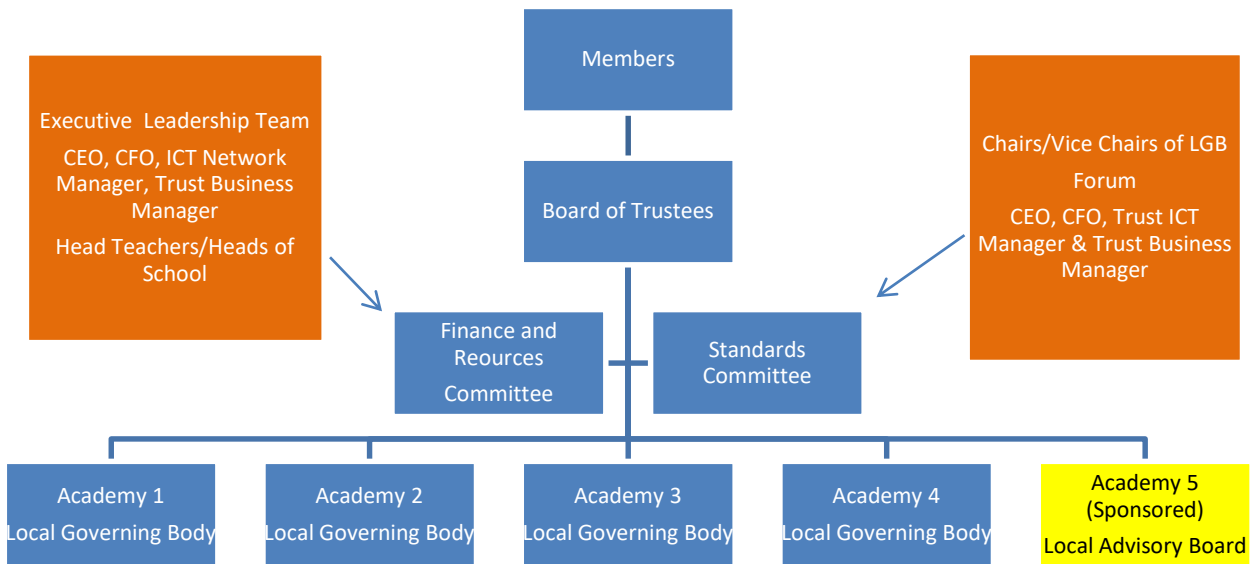 Members
Executive Leadership Team
CEO, CFO, ICT Network
Manager, Trust Business
Manager
Head Teachers/Heads of
School
Chairs/Vice Chairs of LGB
Forum
CEO, CFO, Trust ICT
Manager & Trust Business
Manager
Board of Trustees
Finance and
Reources
Committee
Standards
Committee
Academy 1
Local Governing Body
Academy 2
Local Governing Body
Academy 3
Local Governing Body
Academy 4
Local Governing Body
Academy 5
(Sponsored)
Local Advisory Board